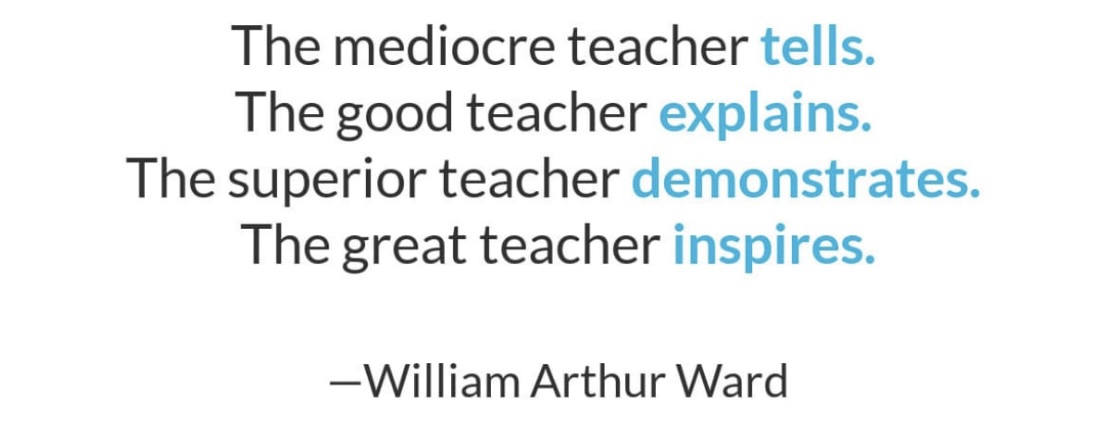 The mediocre teacher tells.
The good teacher explains.
The superior teacher demonstrates.
The great teacher inspires.
—William Arthur Ward